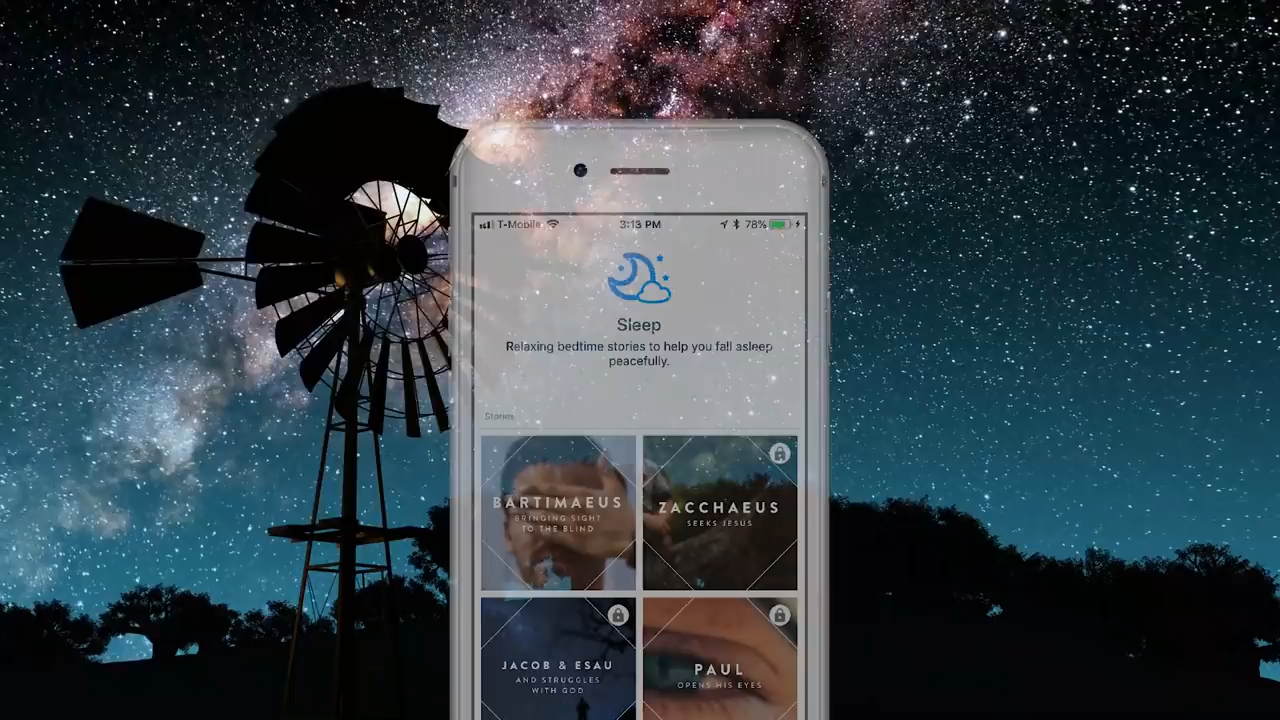 T-Mobile 3:13 PM 78%
Sleep
Relaxing bedtime stories to help you fall asleep
peacefully.
Stories
BARTIMAEUS
BRINGING SIGHT
TO THE BLIND
ZACCHAEUS
SEEKS JESUS
JACOB & ESAU
AND STRUGGLES
WITH GOD
PAUL
OPENS HIS EYES